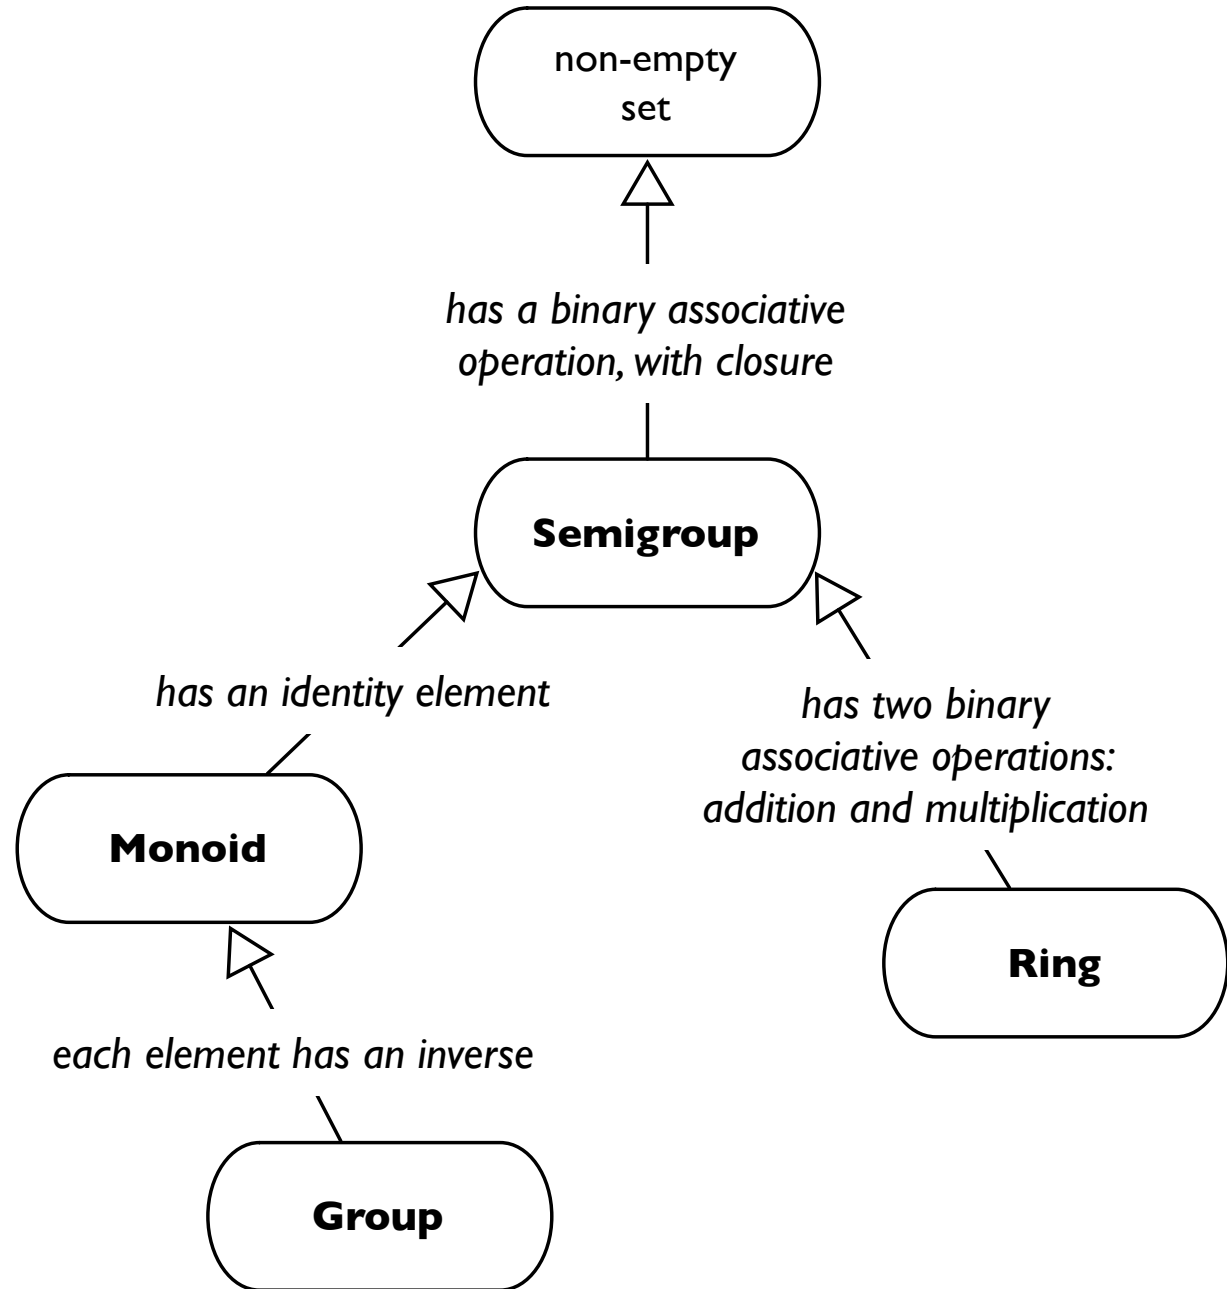 non-empty
set
has a binary associative
operation, with closure
Semigroup
has an identity element
has two binary
associative operations:
addition and multiplication
Monoid
Ring
each element has an inverse
Group